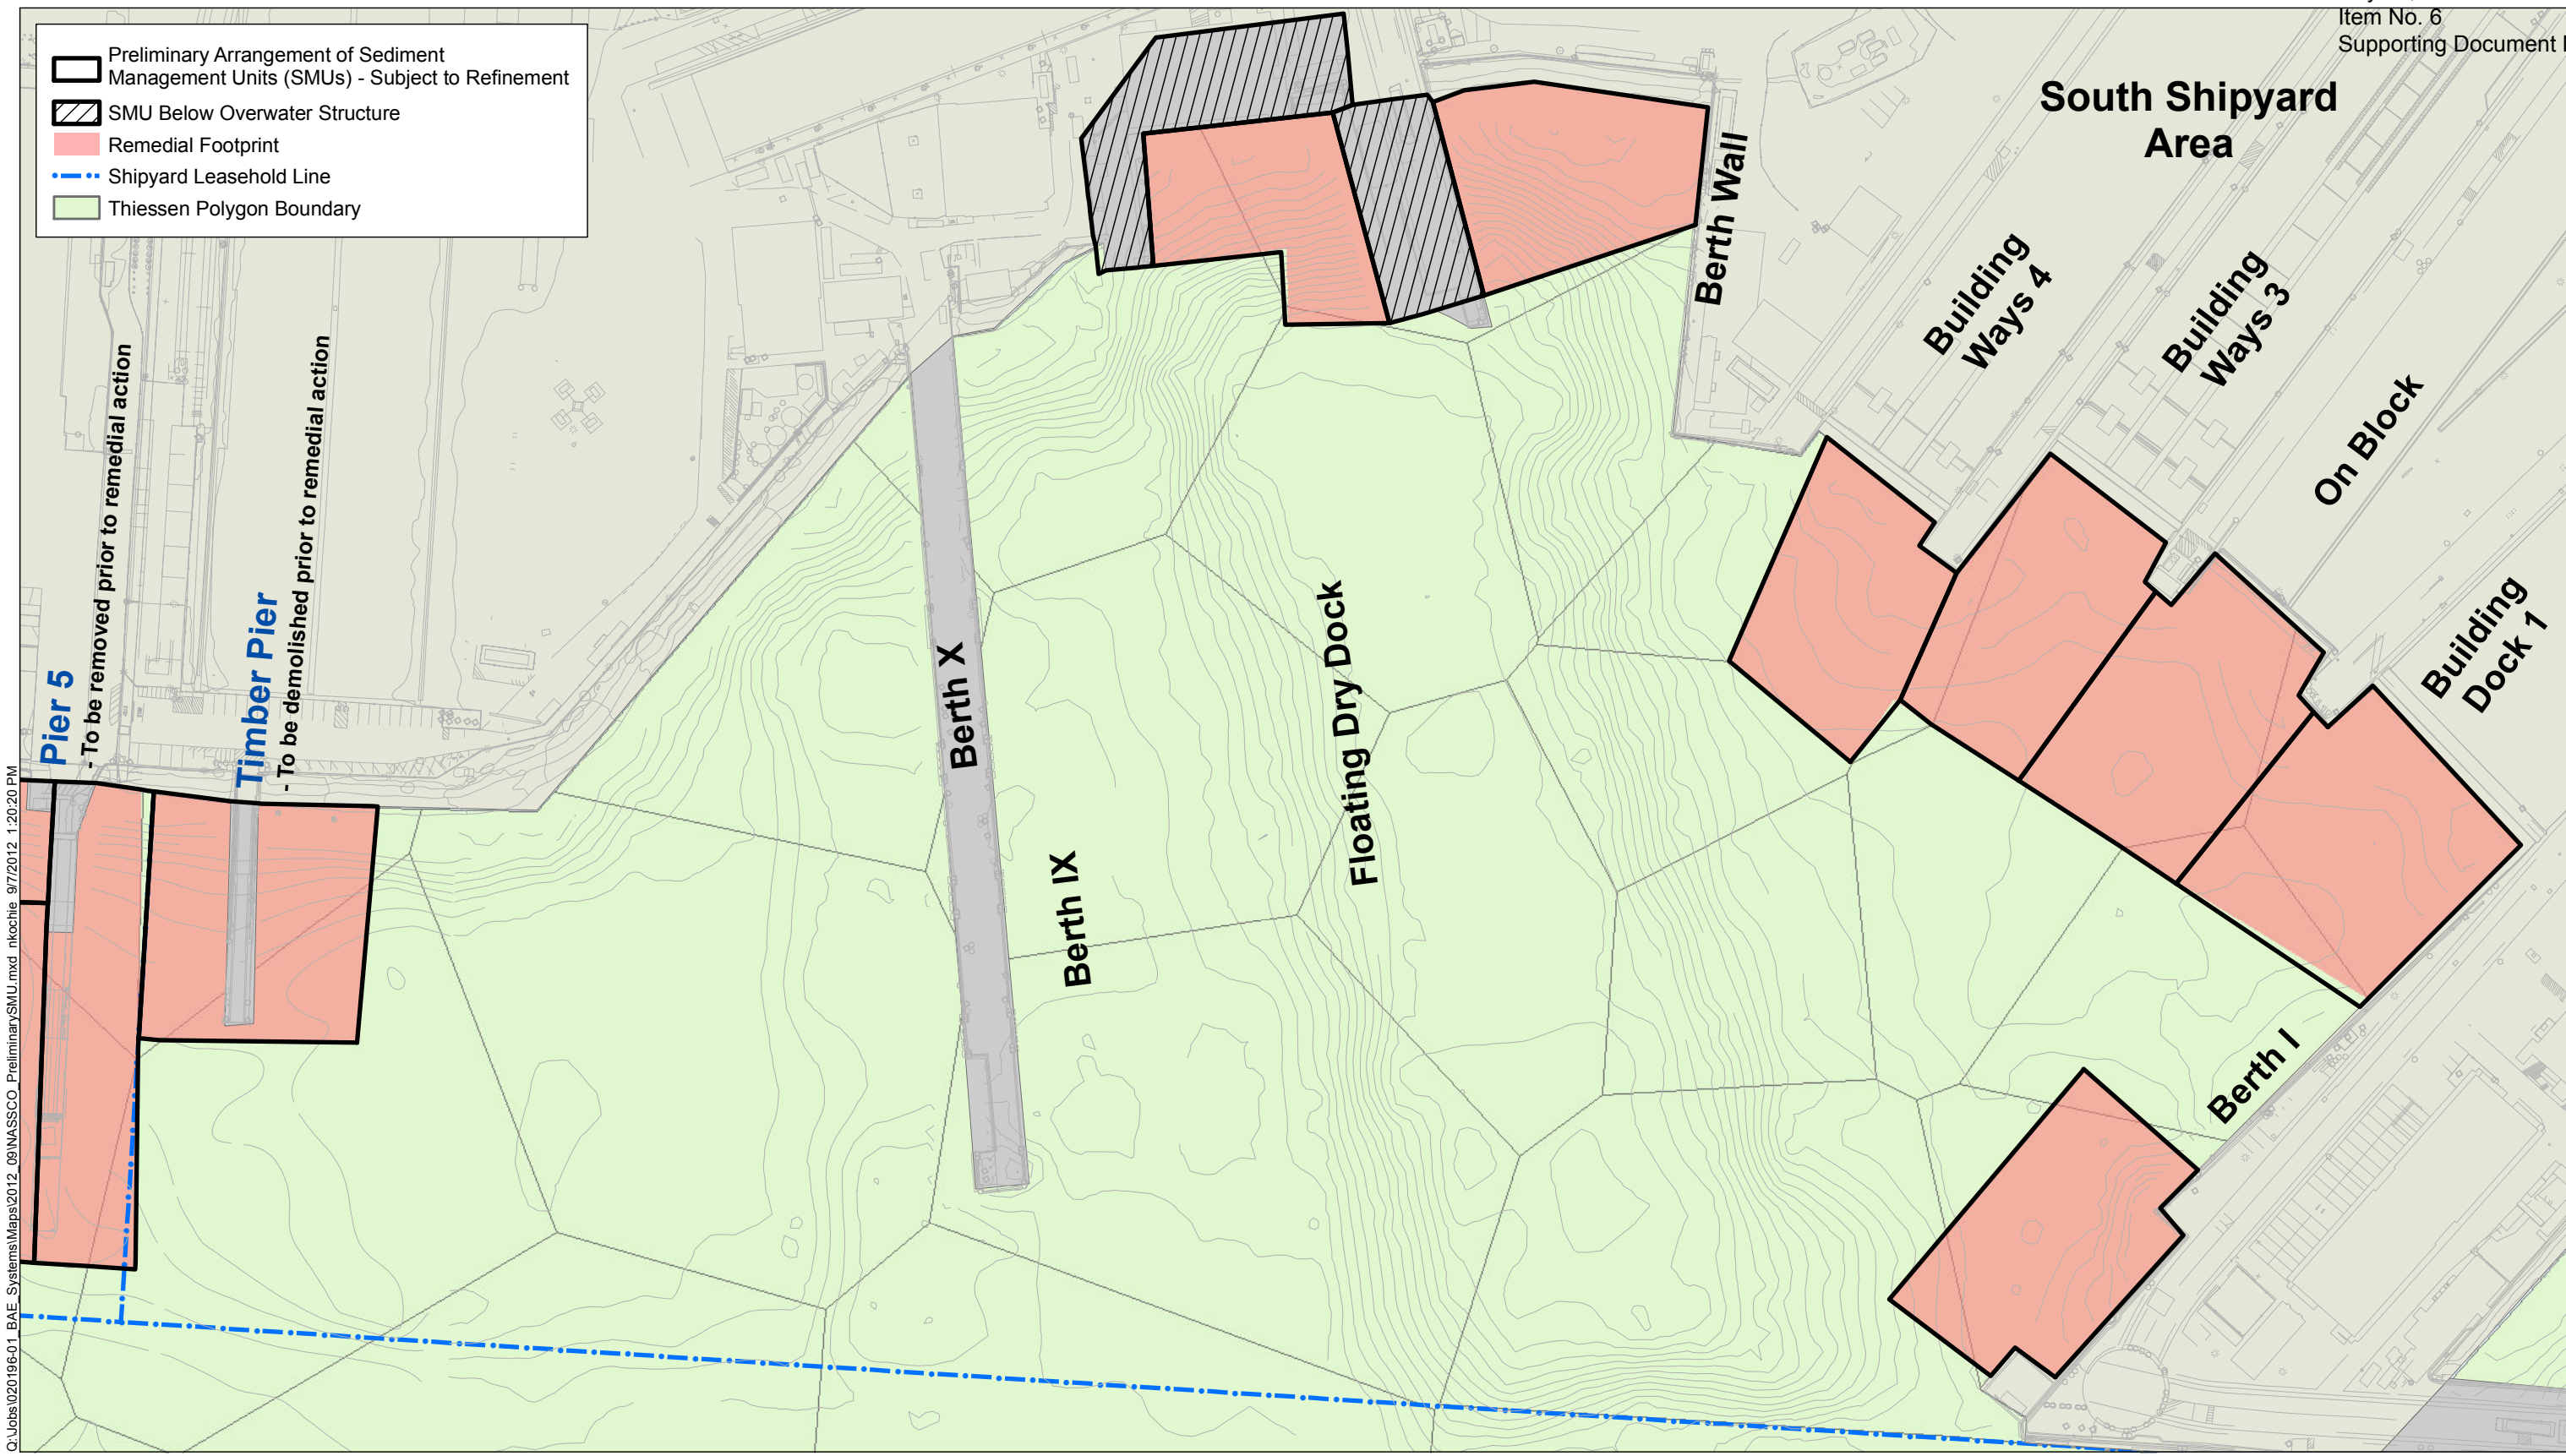 Item No. 6
Supporting Document
Preliminary Arrangement of Sediment
Management Units (SMUs) - Subject to Refinement
SMU Below Overwater Structure
Remedial Footprint
Shipyard Leasehold Line
Thiessen Polygon Boundary
South Shipyard
Area
Berth Wall
Building
Ways 4
Building
Ways 3
On Block
Building
Dock 1
Pier 5
- To be removed prior to remedial action
Timber Pier
- To be demolished prior to remedial action
Berth X
Berth IX
Floating Dry Dock
Berth I
Q:\Jobs\020196-01_BAE_Systems\Maps\2012_09\NASSCO_PreliminarySMU.mxd nkochie 9/7/2012 1:20:20 PM